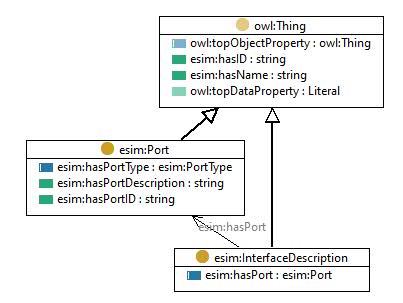 owl:Thing
owl:topObjectProperty : owl:Thing
esim:hasID : string
esim:hasName : string
owl:topDataProperty : Literal
esim:Port
esim:hasPortType : esim:PortType
esim:hasPortDescription : string
esim:hasPortID : string
esim:hasPort
esim:InterfaceDescription
esim:hasPort : esim:Port